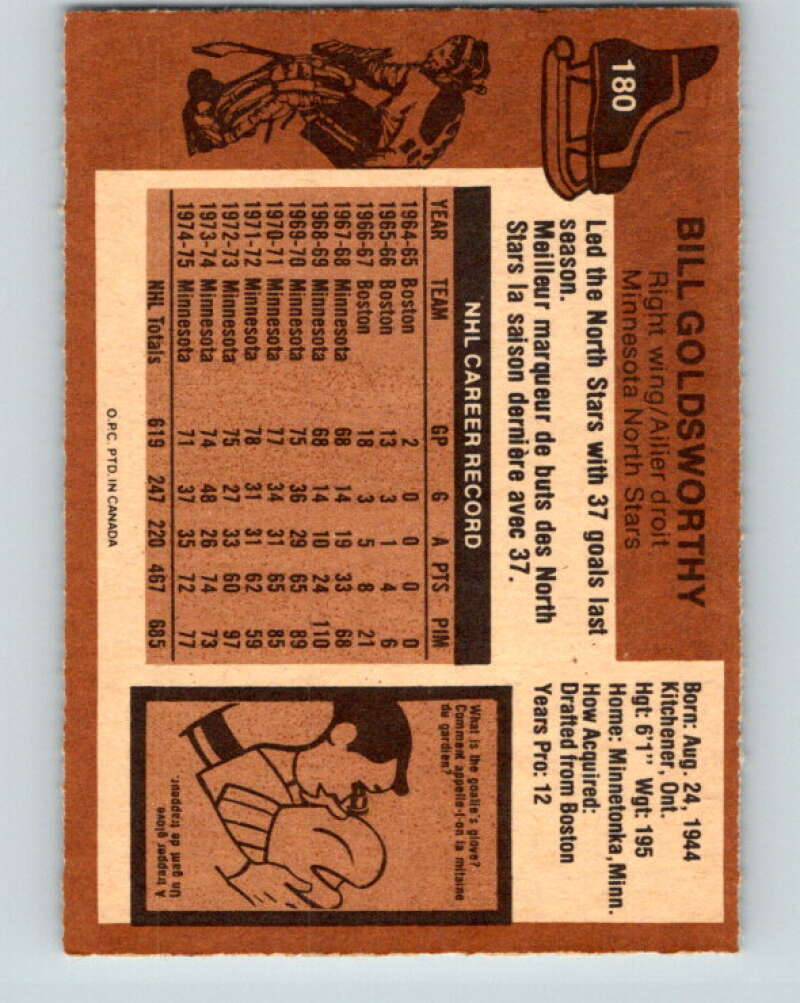 180
BILL GOLDSWORTHY
Right wing/Ailier droit
Minnesota North Stars
Led the North Stars with 37 goals last
season.
Meilleur marqueur de buts des North
Stars la saison dernière avec 37.
Born: Aug. 24, 1944
Kitchener, Ont.
Hgt: 6'1" Wgt: 195
Home: Minnetonka, Minn.
How Acquired:
Drafted from Boston
Years Pro: 12
NHL CAREER RECORD
YEAR TEAM GP G A PTS PIM
1964-65 Boston 2 0 0 0 0
1965-66 Boston 13 3 1 4 6
1966-67 Boston 18 3 5 8 21
1967-68 Minnesota 68 14 19 33 68
1968-69 Minnesota 68 14 10 24 110
1969-70 Minnesota 75 36 29 65 89
1970-71 Minnesota 77 34 31 65 85
1971-72 Minnesota 78 31 31 62 59
1972-73 Minnesota 75 27 33 60 97
1973-74 Minnesota 74 48 26 74 73
1974-75 Minnesota 71 37 35 72 77
NHL Totals 619 247 220 467 685
What is the goalie's glove?
Comment appelle-t-on la mitaine
du gardien?
A trapper glove
Un gant de trappeur.
O.P.C. PTD. IN CANADA